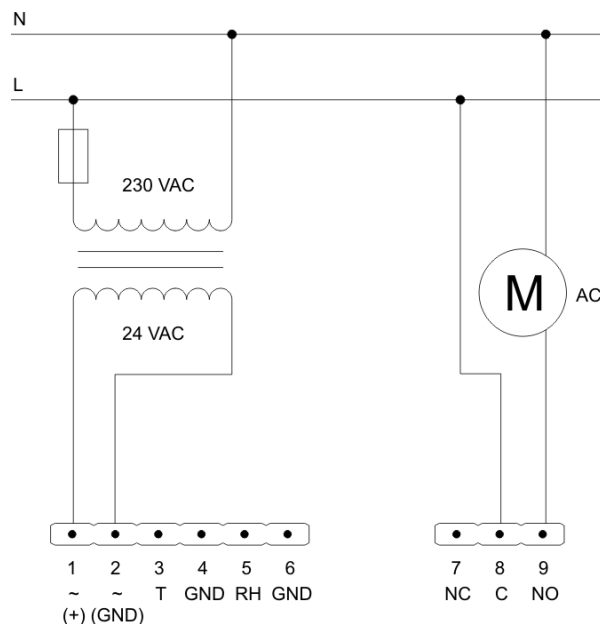 N
L
230 VAC
24 VAC
M
AC
1 2 3 4 5 6 7 8 9
~ ~ T GND RH GND NC C NO
(+) (GND)